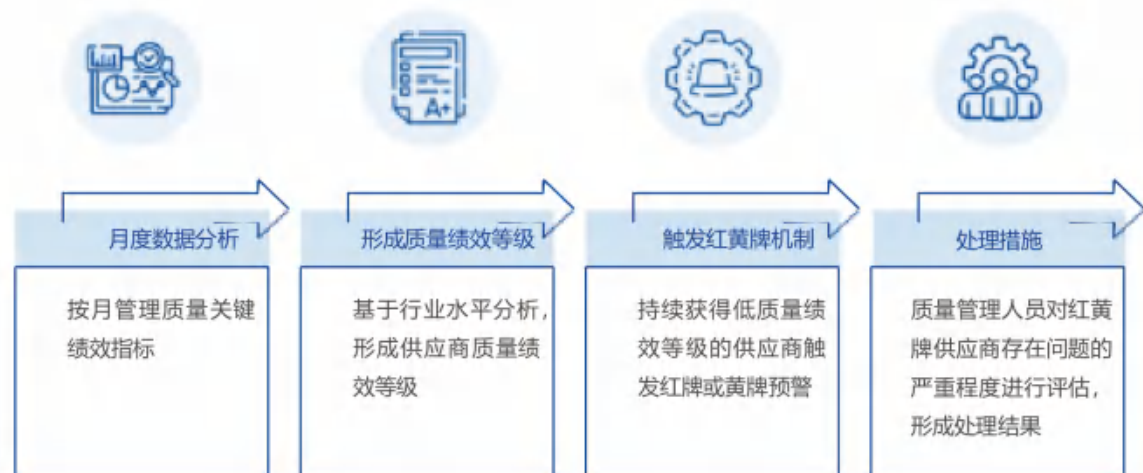 A+
月度数据分析
按月管理质量关键
绩效指标
形成质量绩效等级
基于行业水平分析，
形成供应商质量绩
效等级
触发红黄牌机制
持续获得低质量绩
效等级的供应商触
发红牌或黄牌预警
处理措施
质量管理人员对红黄
牌供应商存在问题的
严重程度进行评估，
形成处理结果